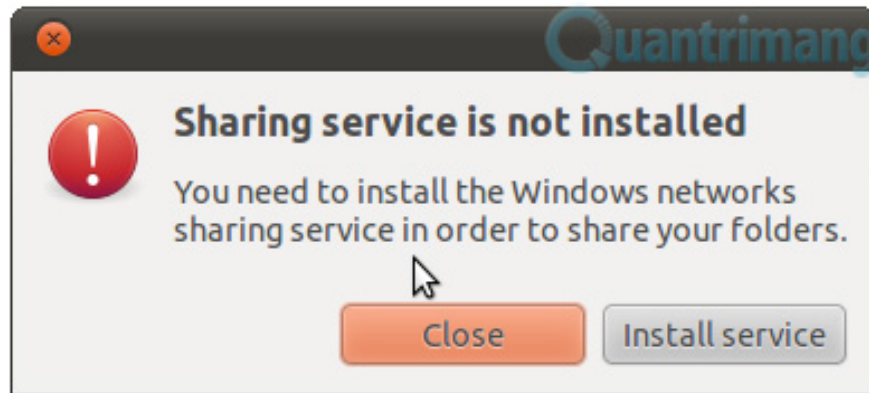 Quantrimang
Sharing service is not installed
You need to install the Windows networks
sharing service in order to share your folders.
Close
Install service